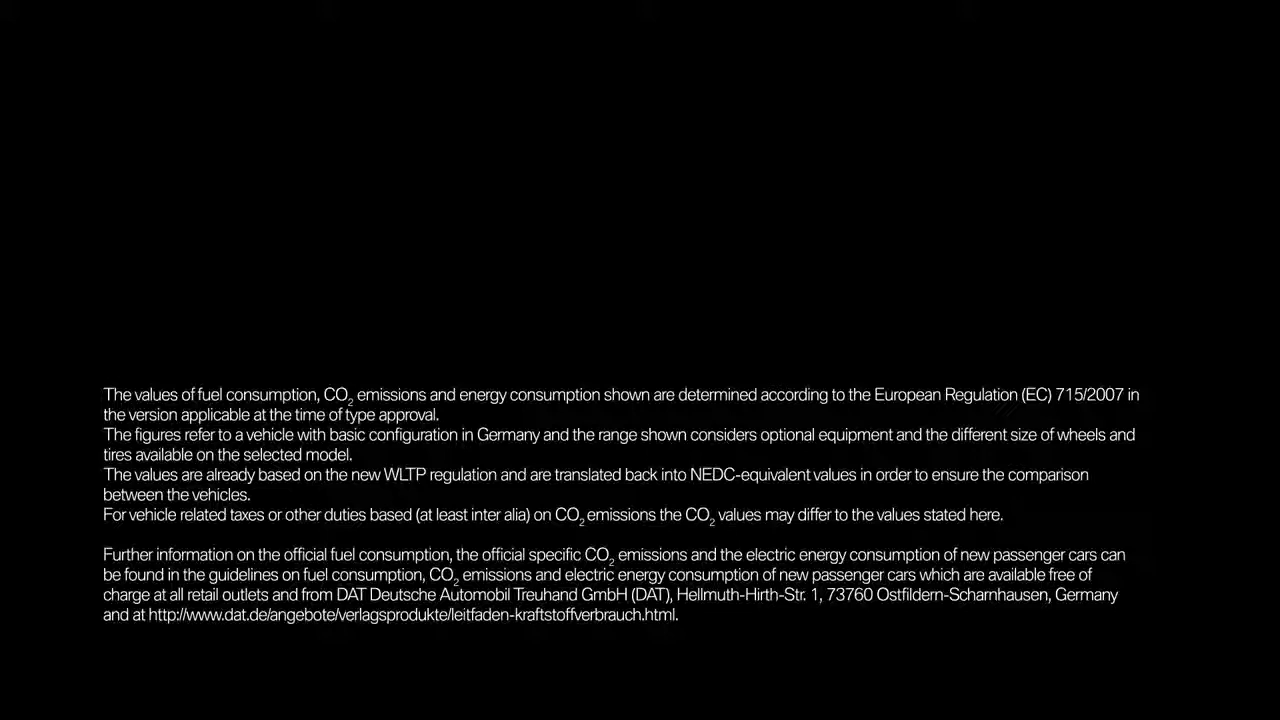 The values of fuel consumption, CO₂ emissions and energy consumption shown are determined according to the European Regulation (EC) 715/2007 in
the version applicable at the time of type approval.
The figures refer to a vehicle with basic configuration in Germany and the range shown considers optional equipment and the different size of wheels and
tires available on the selected model.
The values are already based on the new WLTP regulation and are translated back into NEDC-equivalent values in order to ensure the comparison
between the vehicles.
For vehicle related taxes or other duties based (at least inter alia) on CO₂ emissions the CO₂ values may differ to the values stated here.
Further information on the official fuel consumption, the official specific CO₂ emissions and the electric energy consumption of new passenger cars can
be found in the guidelines on fuel consumption, CO₂ emissions and electric energy consumption of new passenger cars which are available free of
charge at all retail outlets and from DAT Deutsche Automobil Treuhand GmbH (DAT), Hellmuth-Hirth-Str. 1, 73760 Ostfildern-Scharnhausen, Germany
and at http://www.dat.de/angebote/verlagsprodukte/leitfaden-kraftstoffverbrauch.html.